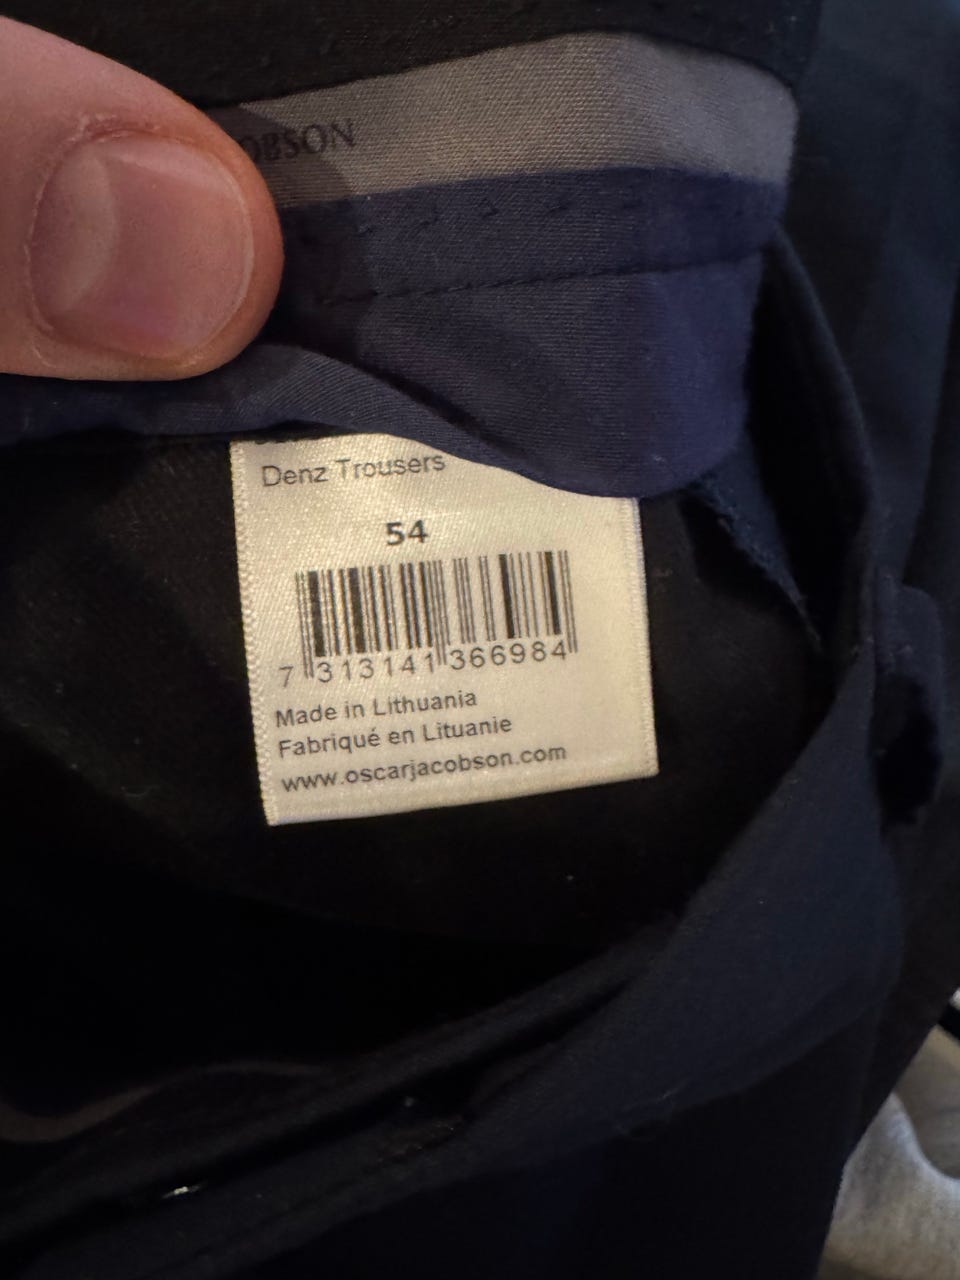 OBSON
Denz Trousers
54
7 313141 366984
Made in Lithuania
Fabriqué en Lituanie
www.oscarjacobson.com